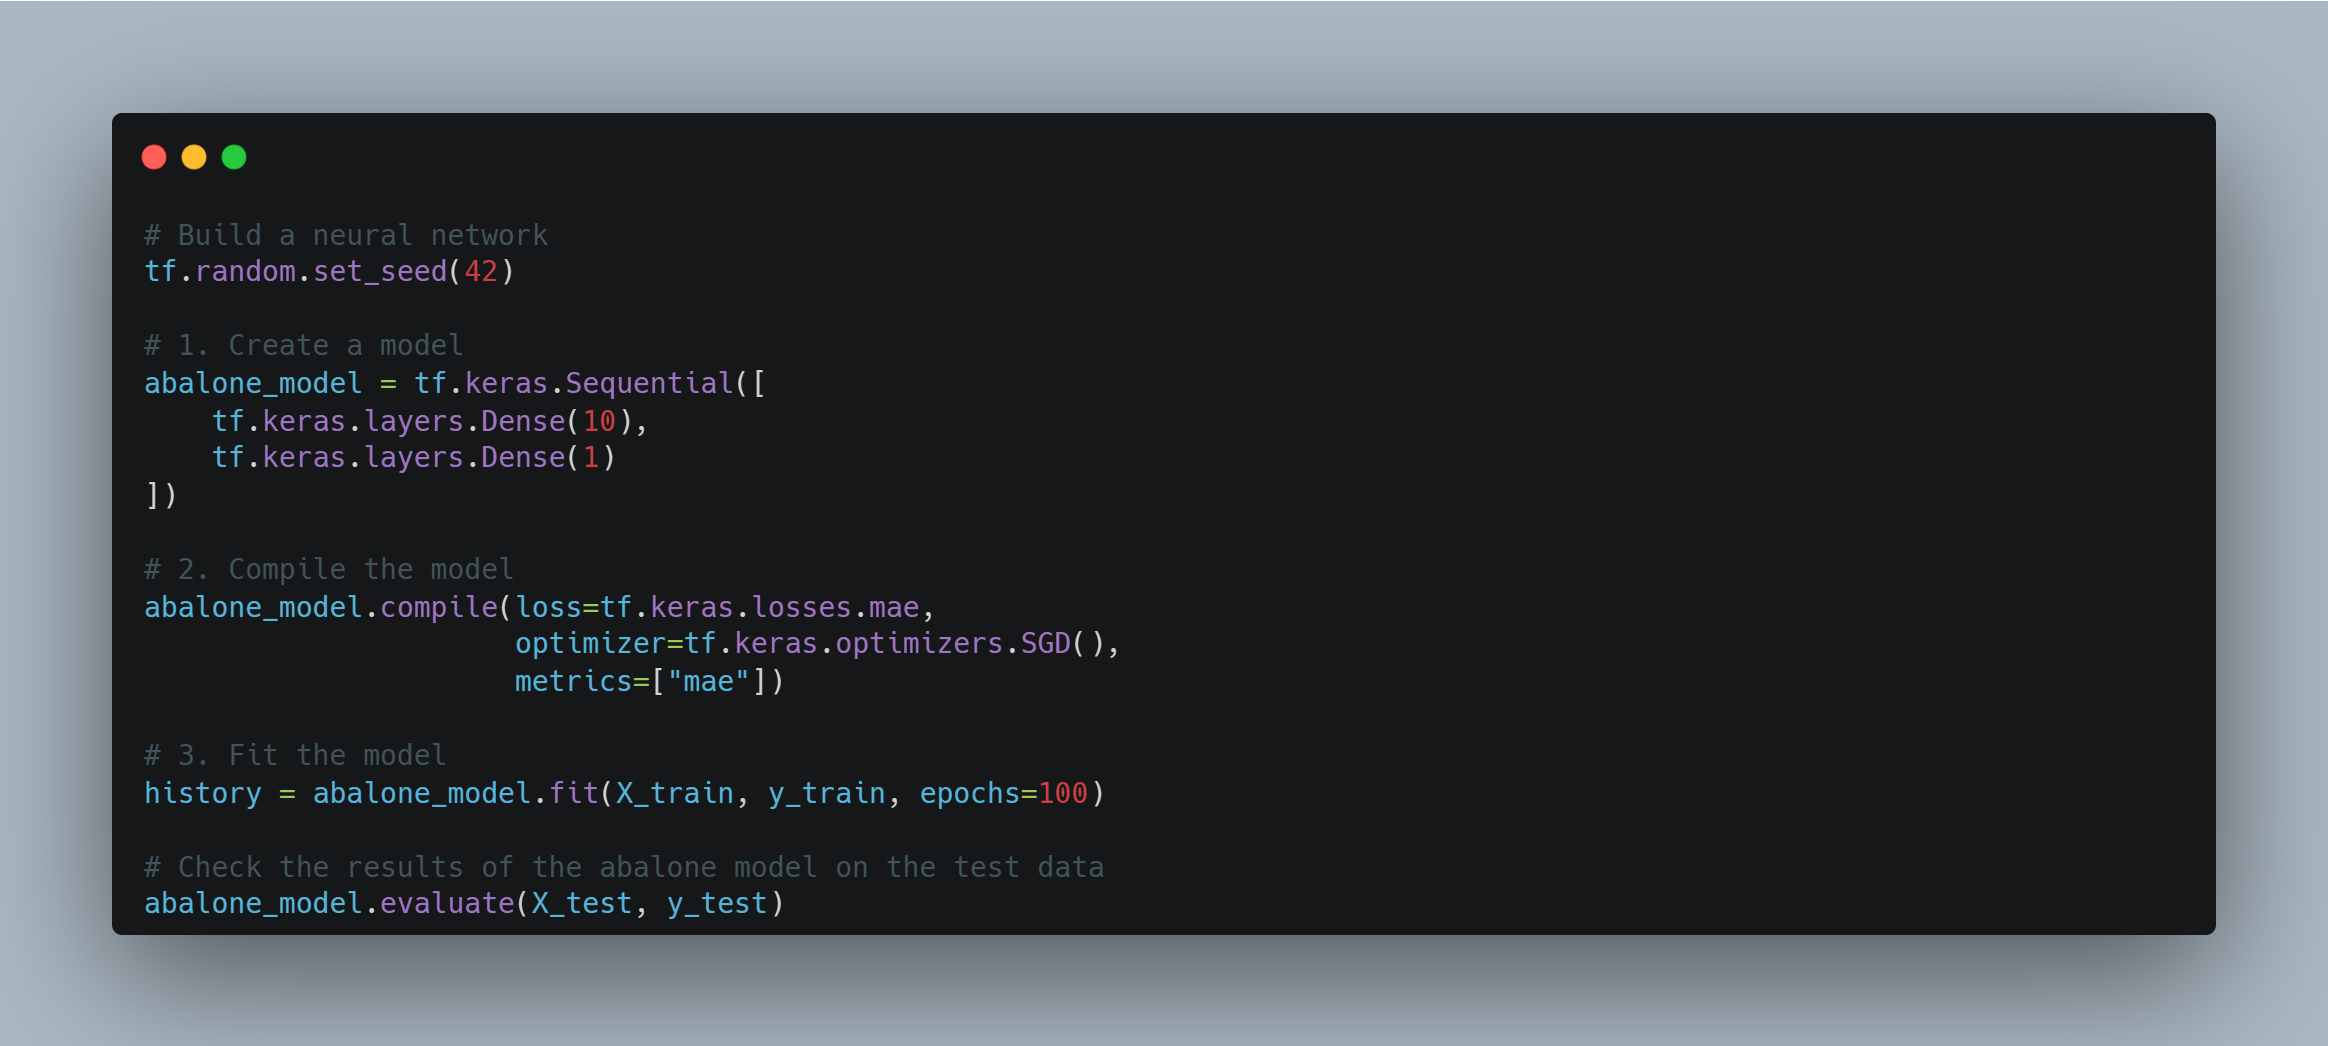 # Build a neural network
tf.random.set_seed(42)
# 1. Create a model
abalone_model = tf.keras.Sequential([
    tf.keras.layers.Dense(10),
    tf.keras.layers.Dense(1)
])
# 2. Compile the model
abalone_model.compile(loss=tf.keras.losses.mae,
                      optimizer=tf.keras.optimizers.SGD(),
                      metrics=["mae"])
# 3. Fit the model
history = abalone_model.fit(X_train, y_train, epochs=100)
# Check the results of the abalone model on the test data
abalone_model.evaluate(X_test, y_test)